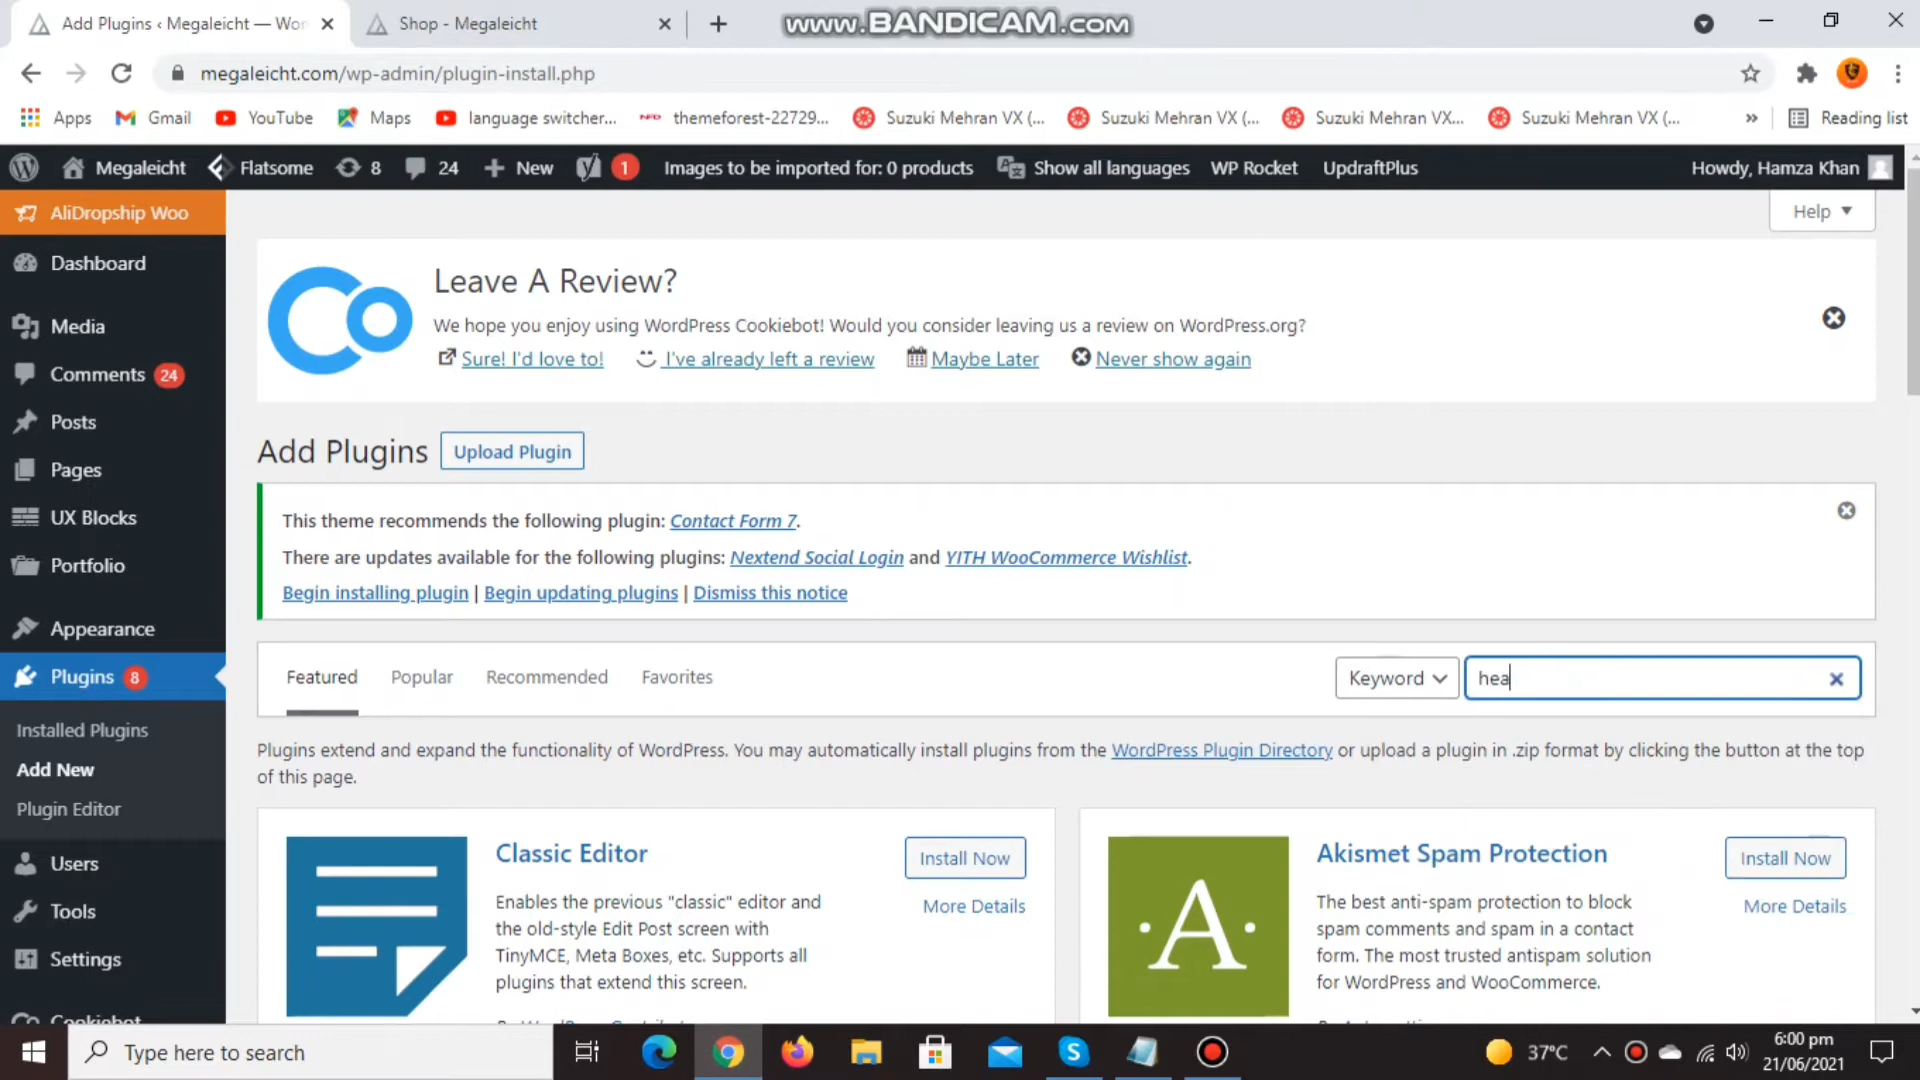 Add Plugins ‹ Megaleicht — Wor
Shop - Megaleicht
www.BANDICAM.com
megaleicht.com/wp-admin/plugin-install.php
Apps
Gmail
YouTube
Maps
language switcher...
themeforest-22729...
Suzuki Mehran VX (...
Suzuki Mehran VX (...
Suzuki Mehran VX...
Suzuki Mehran VX (...
»
Reading list
Megaleicht
Flatsome
8
24
New
1
Images to be imported for: 0 products
Show all languages
WP Rocket
UpdraftPlus
Howdy, Hamza Khan
AliDropship Woo
Help
Dashboard
Media
Comments 24
Posts
Pages
UX Blocks
Portfolio
Appearance
Plugins 8
Installed Plugins
Add New
Plugin Editor
Users
Tools
Settings
Cookiebot
Leave A Review?
We hope you enjoy using WordPress Cookiebot! Would you consider leaving us a review on WordPress.org?
Sure! I'd love to!
I've already left a review
Maybe Later
Never show again
Add Plugins
Upload Plugin
This theme recommends the following plugin: Contact Form 7.
There are updates available for the following plugins: Nextend Social Login and YITH WooCommerce Wishlist.
Begin installing plugin | Begin updating plugins | Dismiss this notice
Featured
Popular
Recommended
Favorites
Keyword
hea
Plugins extend and expand the functionality of WordPress. You may automatically install plugins from the WordPress Plugin Directory or upload a plugin in .zip format by clicking the button at the top
of this page.
Classic Editor
Install Now
More Details
Enables the previous "classic" editor and
the old-style Edit Post screen with
TinyMCE, Meta Boxes, etc. Supports all
plugins that extend this screen.
A
Akismet Spam Protection
Install Now
More Details
The best anti-spam protection to block
spam comments and spam in a contact
form. The most trusted antispam solution
for WordPress and WooCommerce.
Type here to search
37°C
6:00 pm
21/06/2021